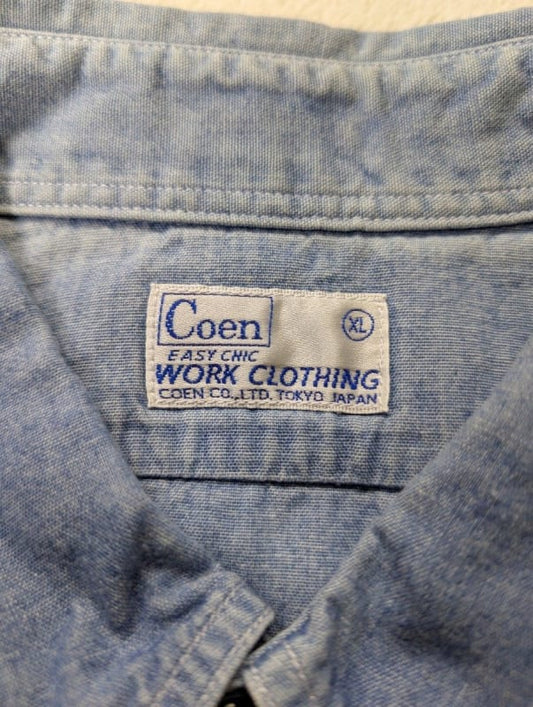 Coen XL
EASY CHIC
WORK CLOTHING
COEN CO.,LTD. TOKYO JAPAN